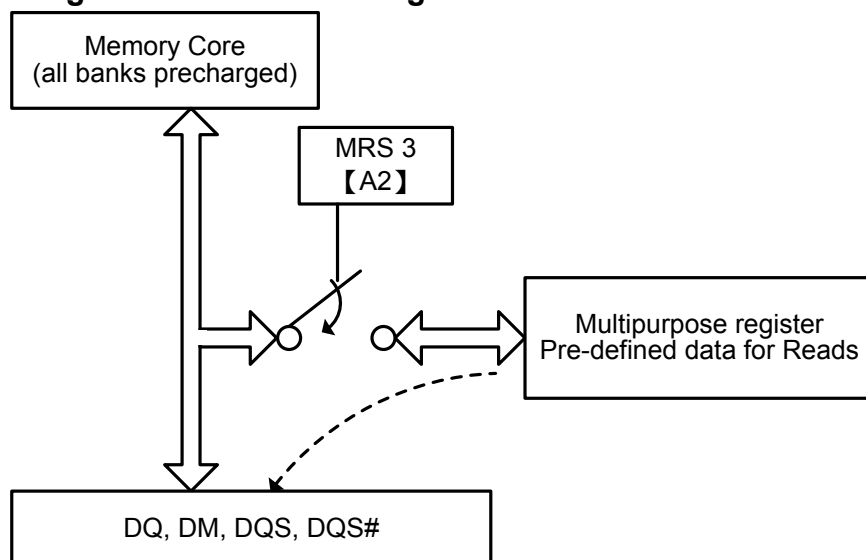 Memory Core
(all banks precharged)
MRS 3
【A2】
Multipurpose register
Pre-defined data for Reads
DQ, DM, DQS, DQS#